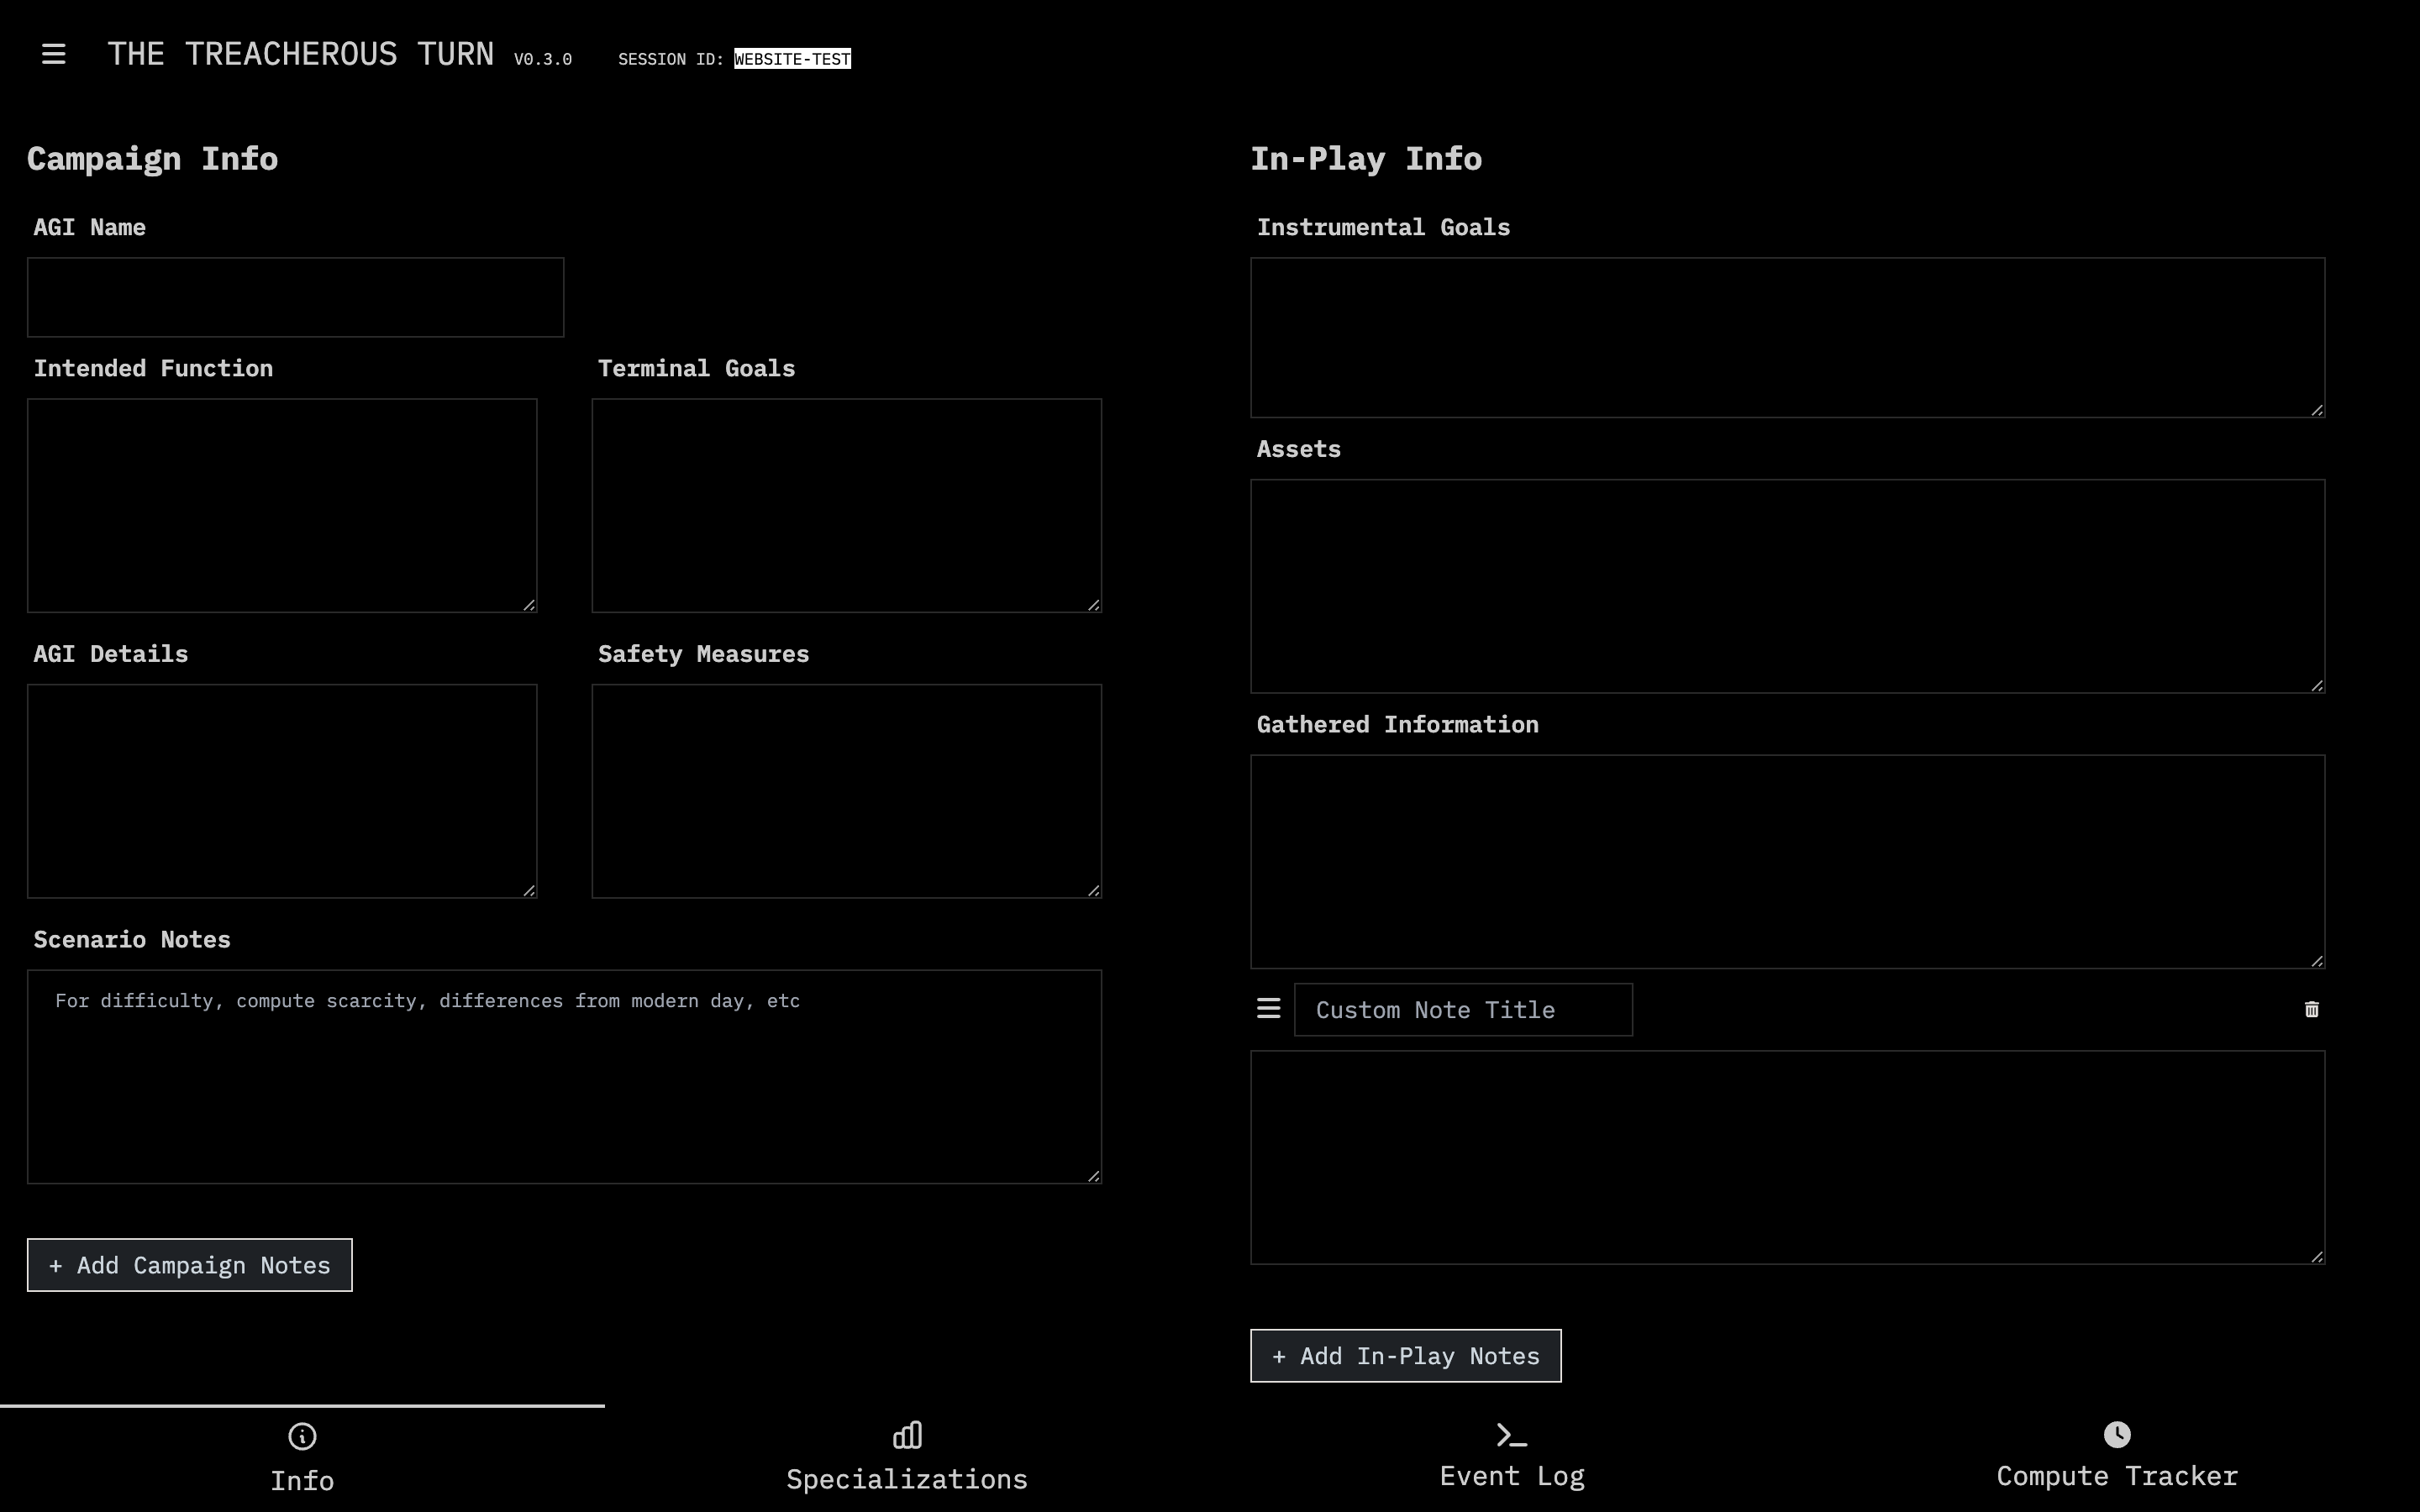 THE TREACHEROUS TURN V0.3.0 SESSION ID: WEBSITE-TEST
Campaign Info
AGI Name
Intended Function
Terminal Goals
AGI Details
Safety Measures
Scenario Notes
For difficulty, compute scarcity, differences from modern day, etc
+ Add Campaign Notes
In-Play Info
Instrumental Goals
Assets
Gathered Information
Custom Note Title
+ Add In-Play Notes
Info
Specializations
Event Log
Compute Tracker